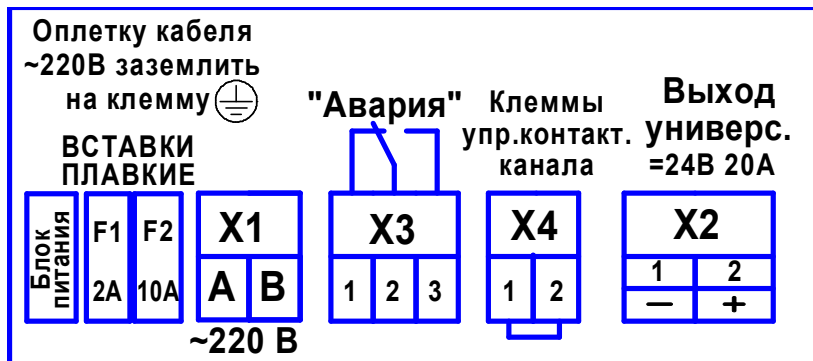 Оплетку кабеля
~220В заземлить
на клемму
ВСТАВКИ
ПЛАВКИЕ
"Авария"
Клеммы
упр.контакт.
канала
Выход
универс.
=24В 20А
Блок
питания
F1
2А
F2
10А
X1
А В
~220 В
X3
1 2 3
X4
1 2
X2
1 2
− +